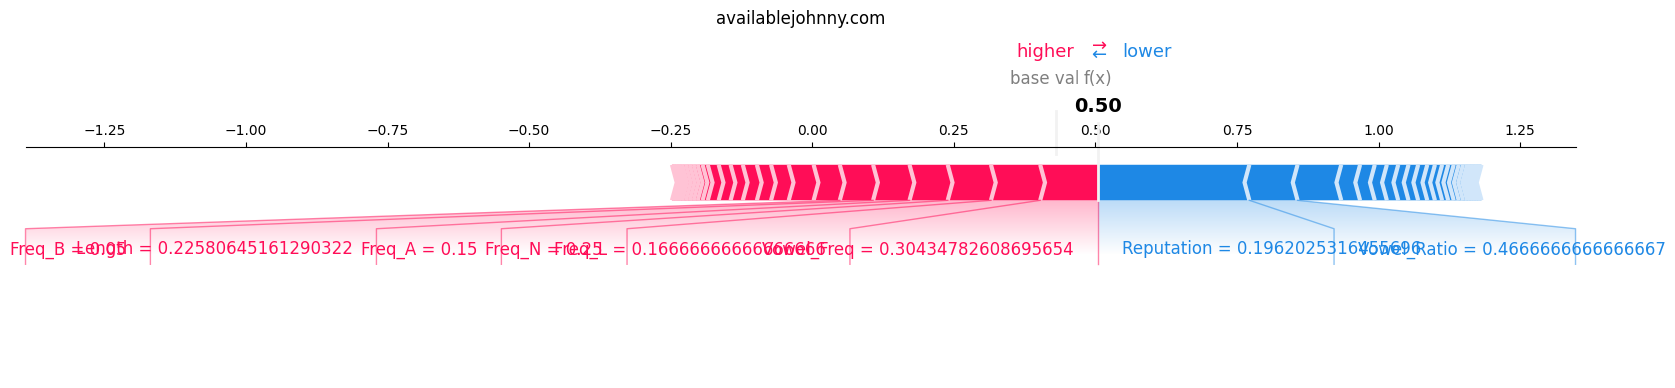 availablejohnny.com
higher ⇄ lower
base val f(x)
0.50
−1.25 −1.00 −0.75 −0.50 −0.25 0.00 0.25 0.50 0.75 1.00 1.25
Freq_B = 0.05 Length = 0.22580645161290322 Freq_A = 0.15 Freq_N = 0.25 Freq_L = 0.16666666666666666 Vowel_Freq = 0.30434782608695654 Reputation = 0.1962025316455696 Vowel_Ratio = 0.4666666666666667